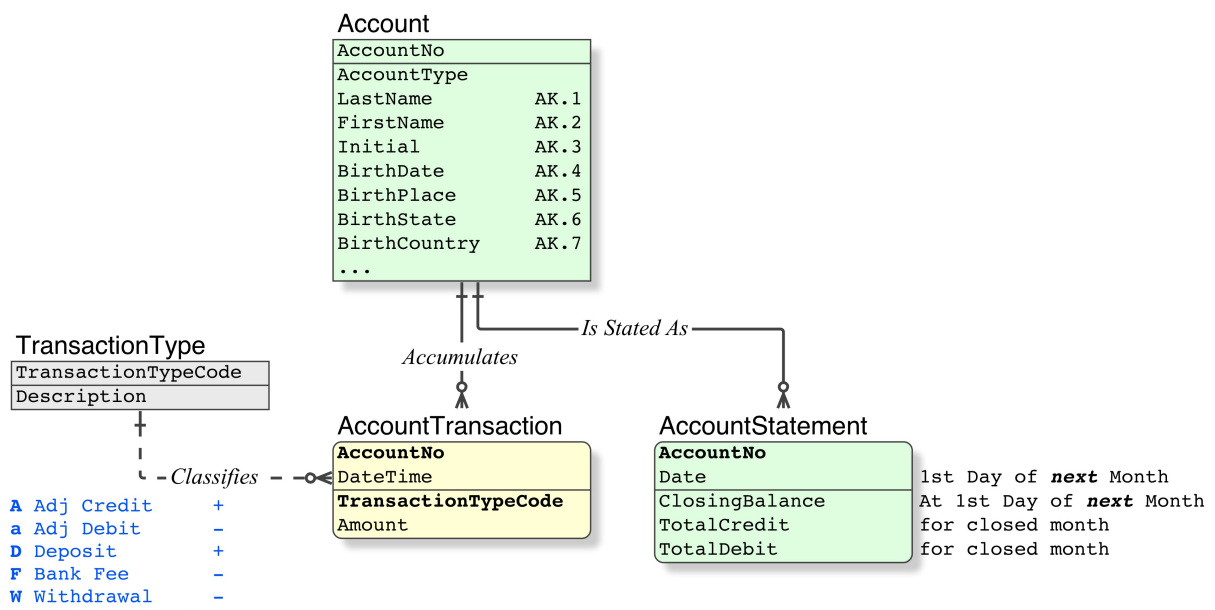 Account
AccountNo
AccountType
LastName AK.1
FirstName AK.2
Initial AK.3
BirthDate AK.4
BirthPlace AK.5
BirthState AK.6
BirthCountry AK.7
...
Is Stated As
Accumulates
TransactionType
TransactionTypeCode
Description
Classifies
A Adj Credit +
a Adj Debit -
D Deposit +
F Bank Fee -
W Withdrawal -
AccountTransaction
AccountNo
DateTime
TransactionTypeCode
Amount
AccountStatement
AccountNo
Date 1st Day of next Month
ClosingBalance At 1st Day of next Month
TotalCredit for closed month
TotalDebit for closed month